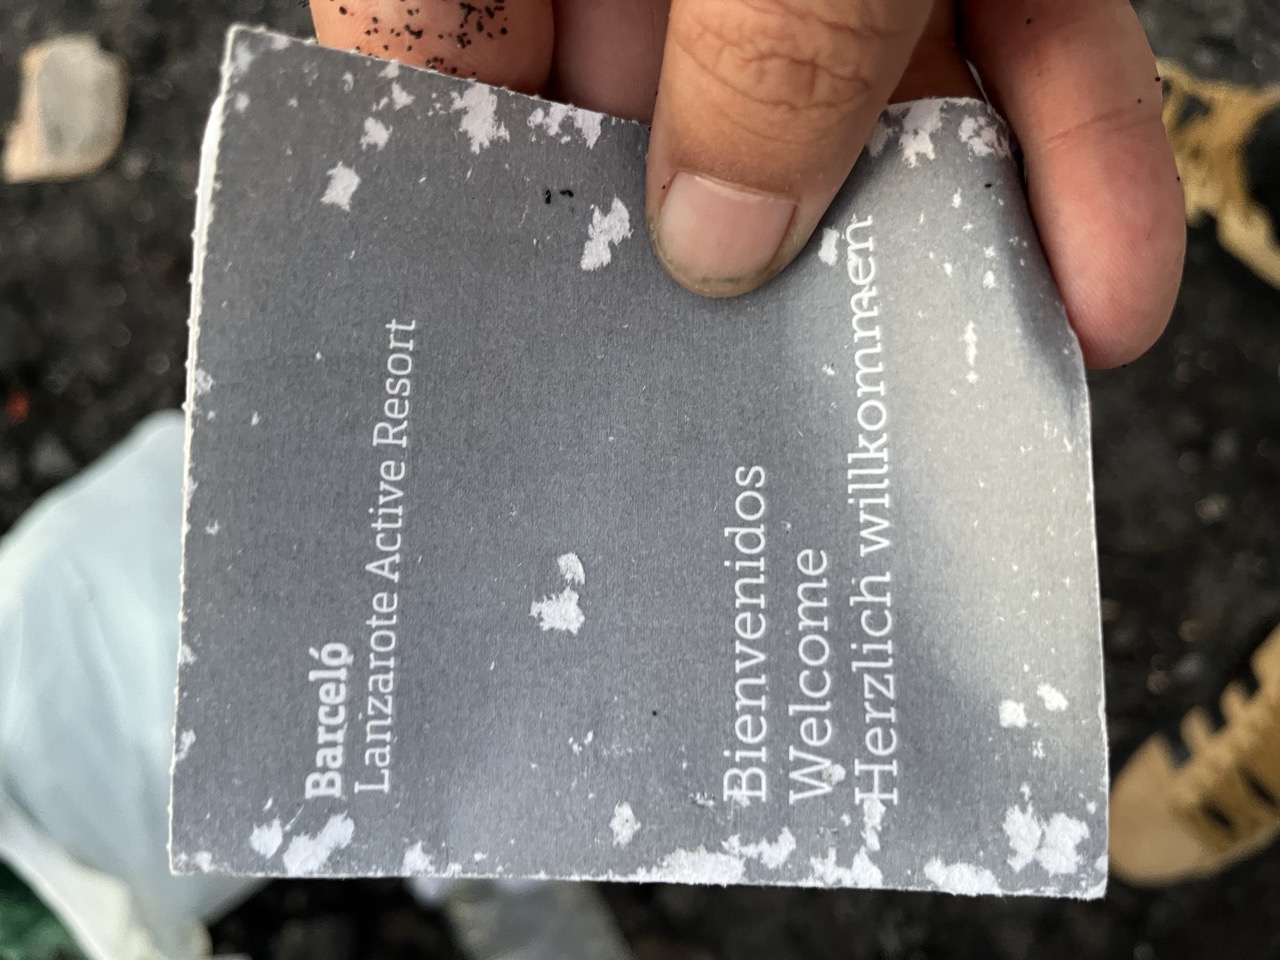 Barceló
Lanzarote Active Resort
Bienvenidos
Welcome
Herzlich willkommen